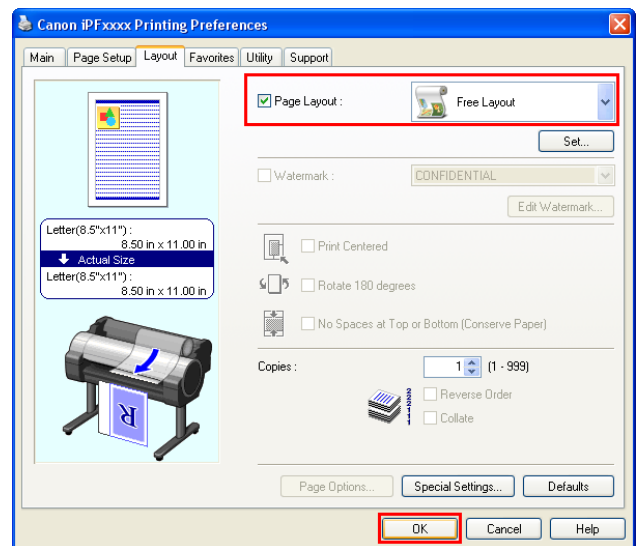 Canon iPFxxxx Printing Preferences
Main Page Setup Layout Favorites Utility Support
Page Layout : Free Layout
Set...
Watermark : CONFIDENTIAL
Edit Watermark...
Letter(8.5"x11") :
8.50 in x 11.00 in
Actual Size
Letter(8.5"x11") :
8.50 in x 11.00 in
Print Centered
Rotate 180 degrees
No Spaces at Top or Bottom (Conserve Paper)
Copies : 1 (1 - 999)
Reverse Order
Collate
R
Page Options... Special Settings... Defaults
OK Cancel Help